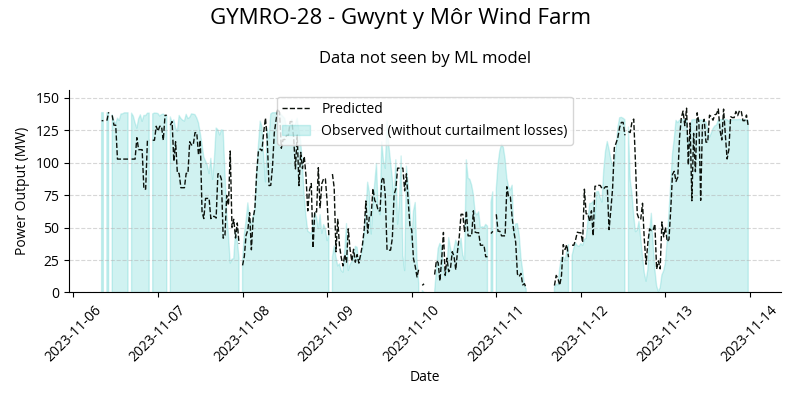 GYMRO-28 - Gwynt y Môr Wind Farm
Data not seen by ML model
Predicted
Observed (without curtailment losses)
Power Output (MW)
150
125
100
75
50
25
0
2023-11-06
2023-11-07
2023-11-08
2023-11-09
2023-11-10
2023-11-11
2023-11-12
2023-11-13
2023-11-14
Date